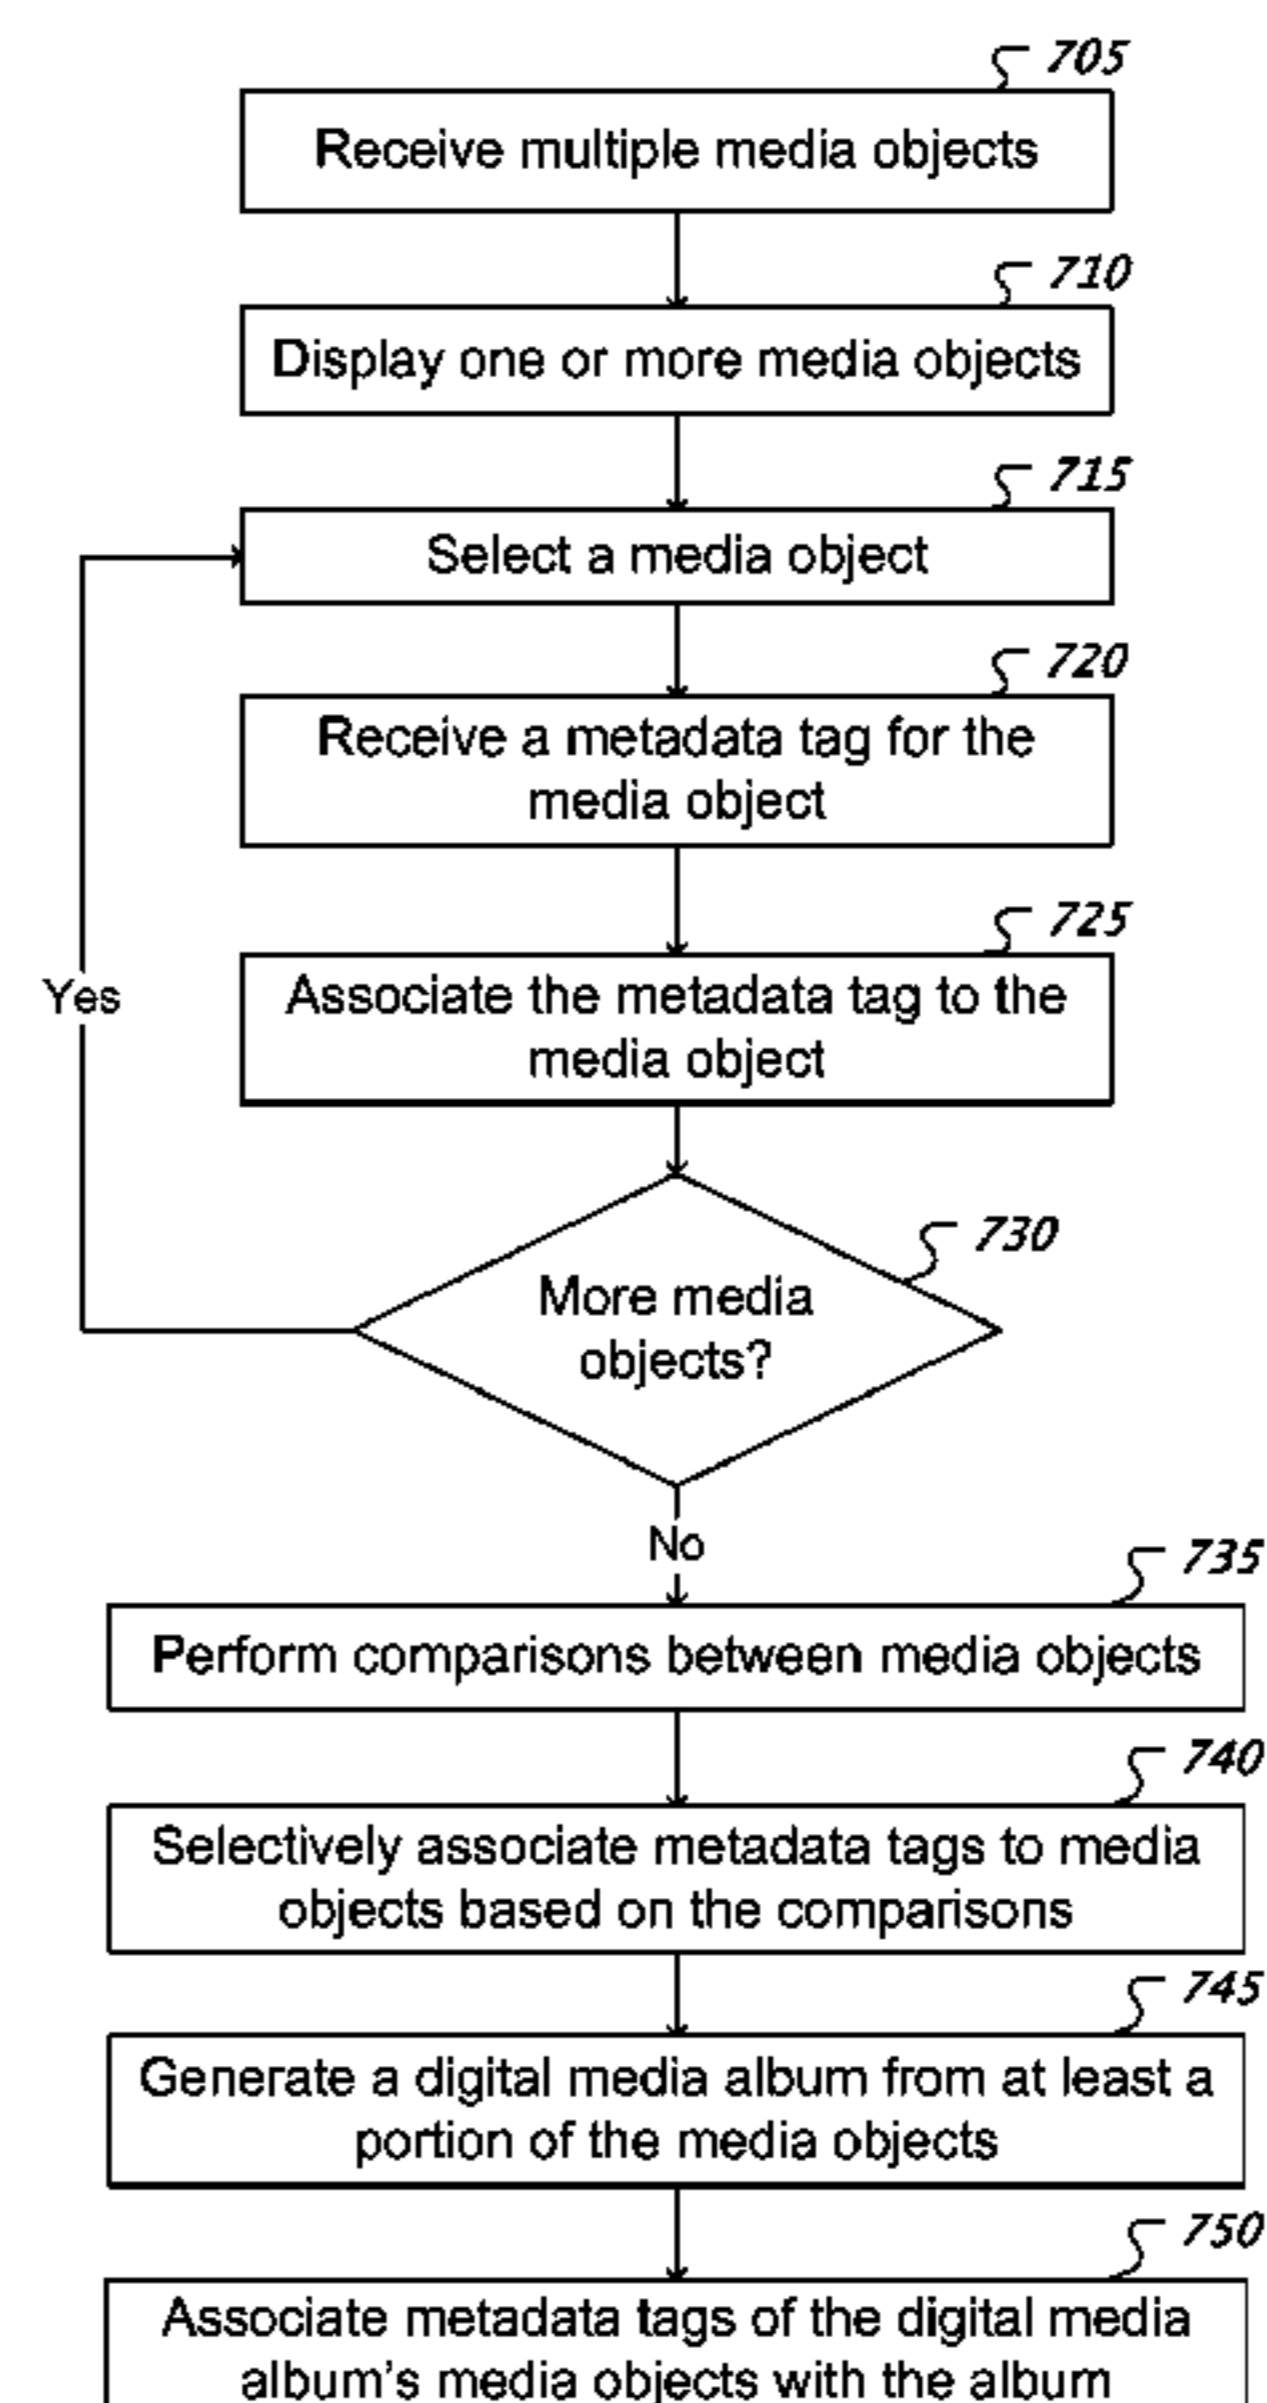 705
Receive multiple media objects
710
Display one or more media objects
715
Select a media object
720
Receive a metadata tag for the
media object
725
Associate the metadata tag to the
media object
Yes
730
More media
objects?
No
735
Perform comparisons between media objects
740
Selectively associate metadata tags to media
objects based on the comparisons
745
Generate a digital media album from at least a
portion of the media objects
750
Associate metadata tags of the digital media
album's media objects with the album